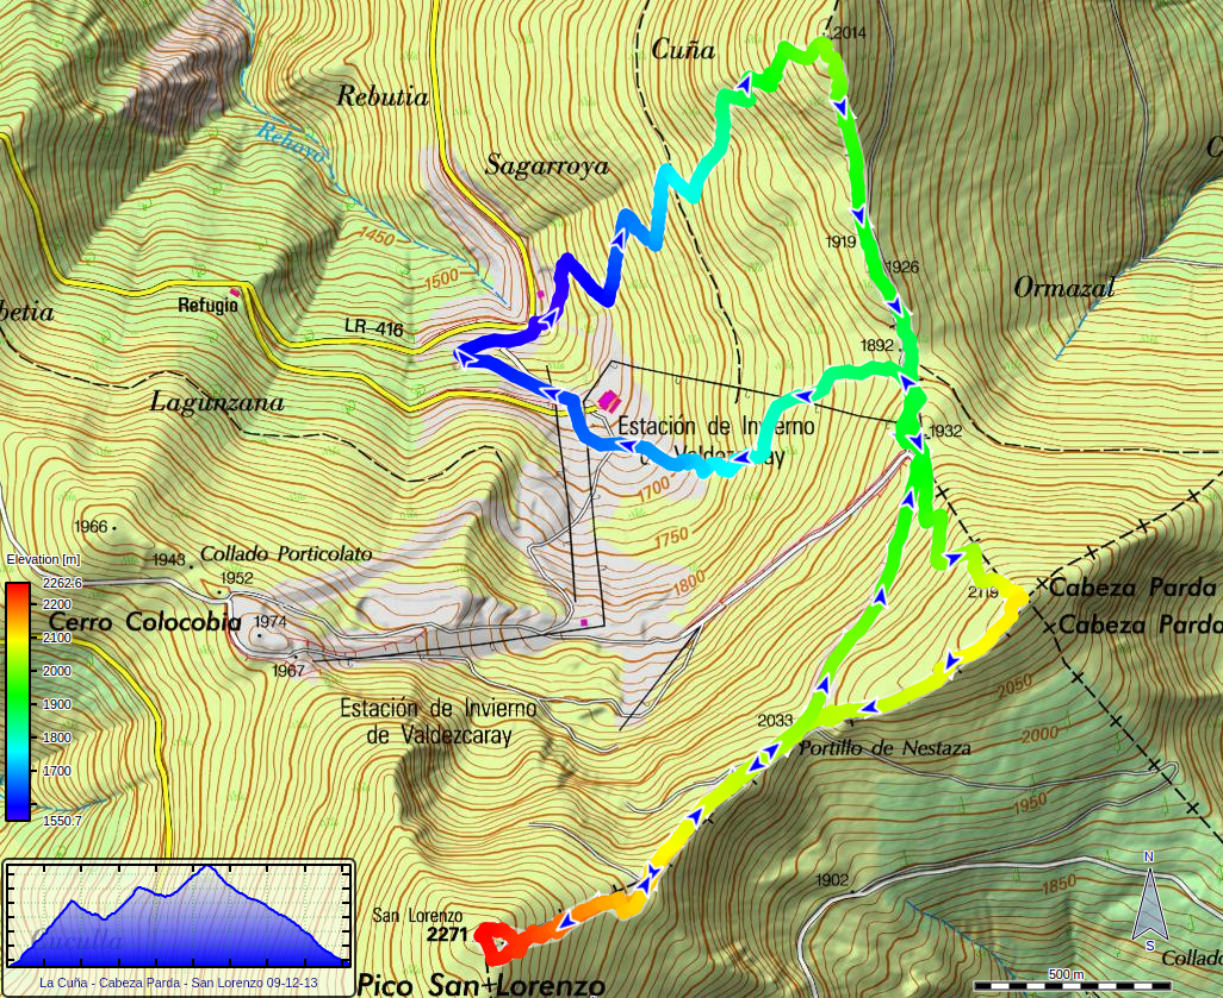 2014
Cuña
Rebutia
Rehoyo
Sagarroya
1450
1500
1919
1926
Ormazal
betia
Refugio
LR-416
1892
Lagunzana
Estación de Invierno
de Valdezcaray
1932
1700
1750
1966
1943
Collado Porticolato
1800
1952
Cabeza Parda
Cerro Colocobia
1974
Cabeza Parda
1967
2050
Estación de Invierno
de Valdezcaray
2033
2000
Portillo de Nestaza
1950
1902
1850
San Lorenzo
2271
Pico San Lorenzo
Cuculla
Collado
Elevation [m]
2262.6
2200
2100
2000
1900
1800
1700
1550.7
La Cuña - Cabeza Parda - San Lorenzo 09-12-13
N
S
500 m